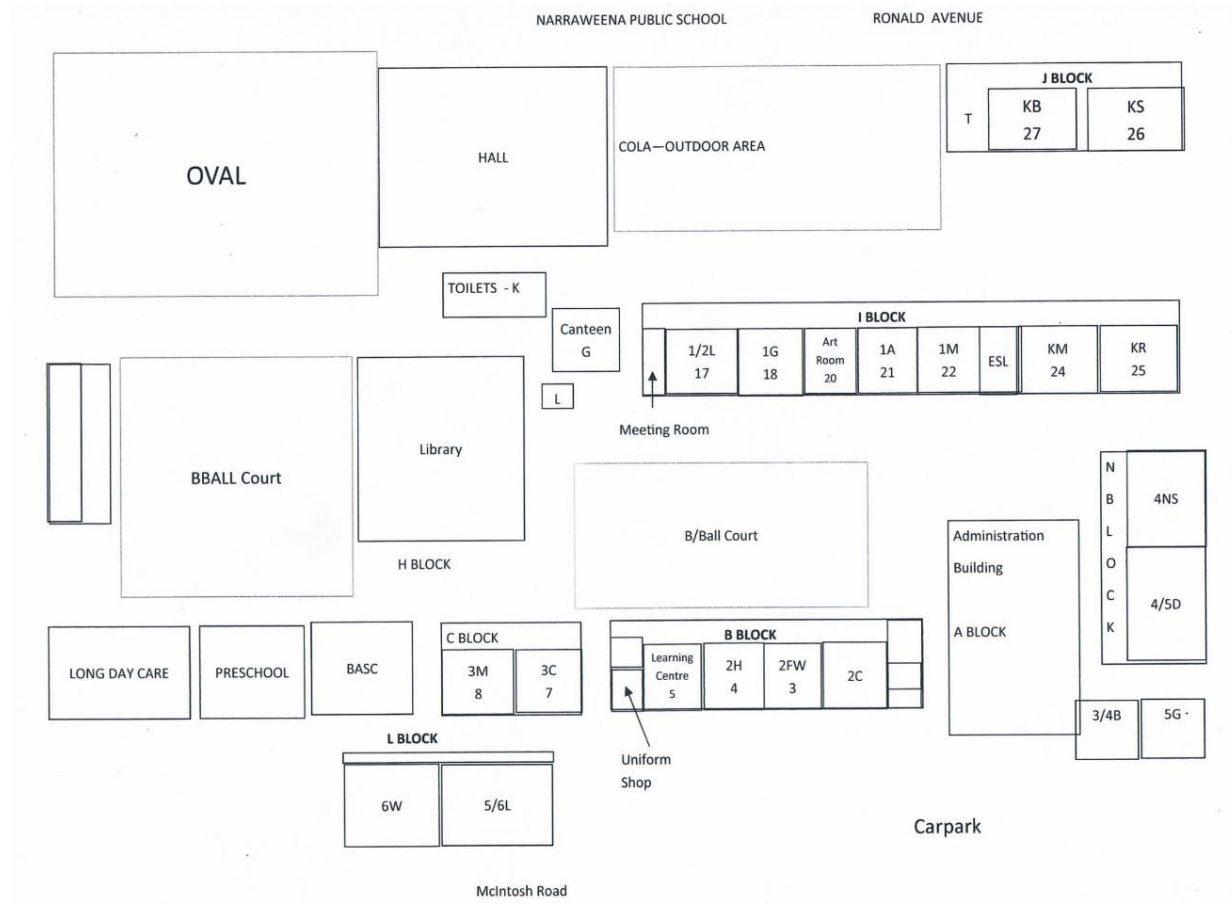 NARRAWEENA PUBLIC SCHOOL RONALD AVENUE
OVAL
HALL
COLA—OUTDOOR AREA
J BLOCK
T
KB
27
KS
26
TOILETS - K
Canteen
G
L
I BLOCK
1/2L
17
1G
18
Art
Room
20
1A
21
1M
22
ESL
KM
24
KR
25
Meeting Room
BBALL Court
Library
H BLOCK
B/Ball Court
Administration
Building
A BLOCK
N
B
L
O
C
K
4NS
4/5D
LONG DAY CARE
PRESCHOOL
BASC
C BLOCK
3M
8
3C
7
B BLOCK
Learning
Centre
5
2H
4
2FW
3
2C
Uniform
Shop
3/4B
5G
L BLOCK
6W
5/6L
Carpark
McIntosh Road